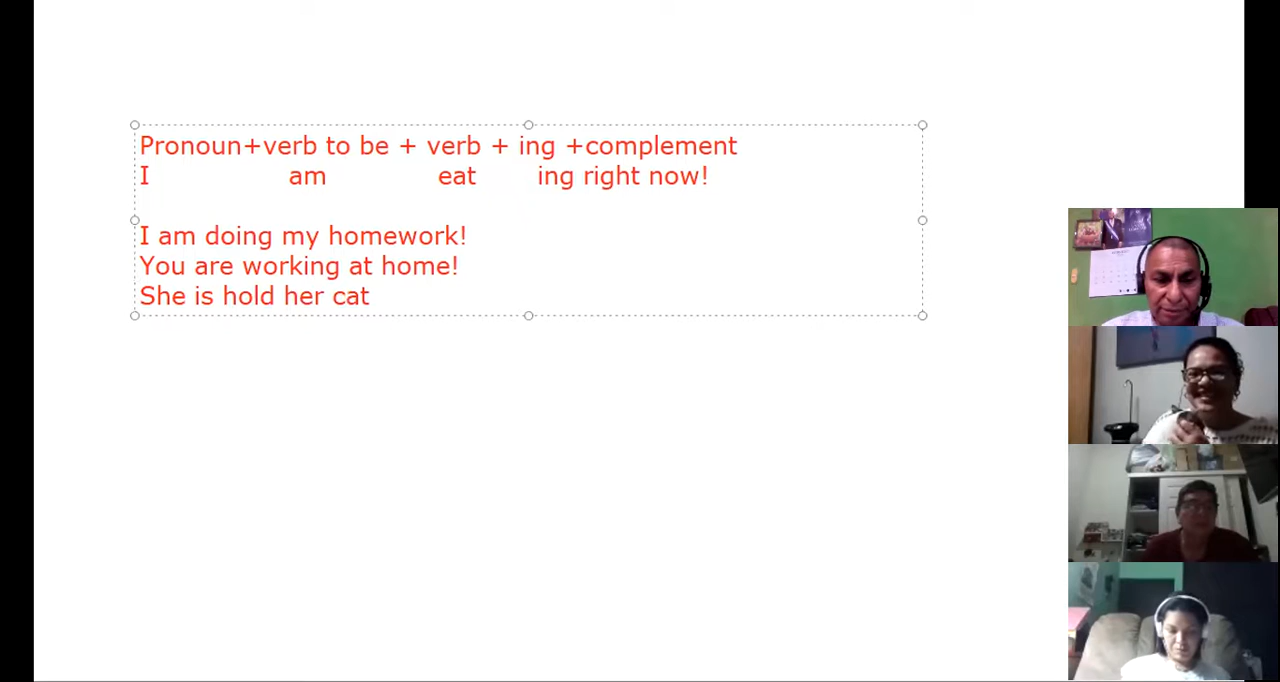 Pronoun+verb to be + verb + ing +complement
I am eat ing right now!
I am doing my homework!
You are working at home!
She is hold her cat